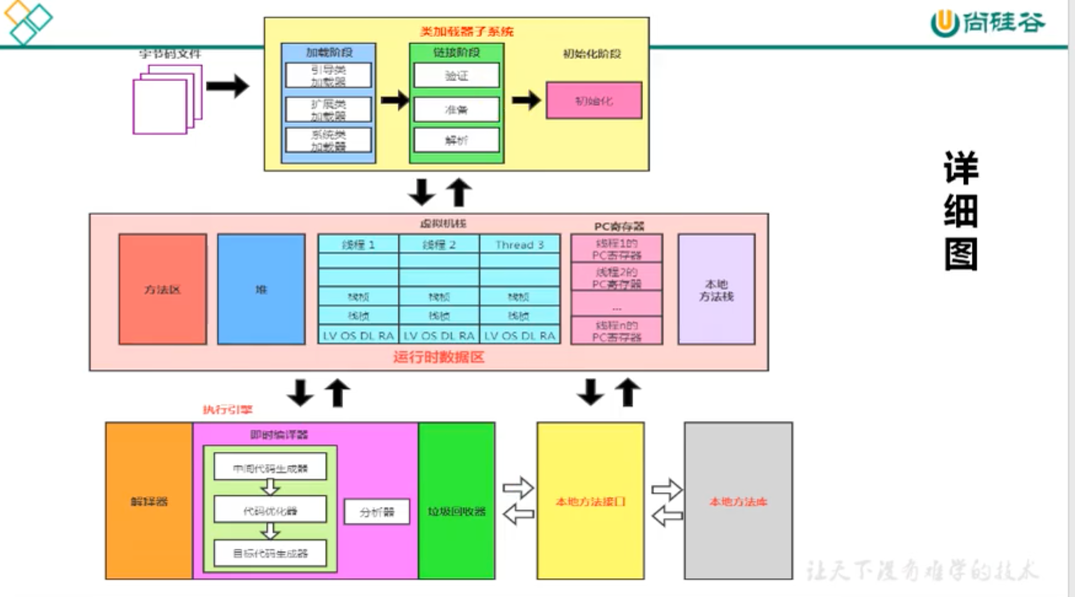 尚硅谷
字节码文件
类加载器子系统
加载阶段
引导类
加载器
扩展类
加载器
系统类
加载器
链接阶段
验证
准备
解析
初始化阶段
初始化
详
细
图
虚拟机栈
PC寄存器
方法区
堆
线程 1
线程 2
Thread 3
栈帧
栈帧
栈帧
栈帧
栈帧
栈帧
LV OS DL RA
LV OS DL RA
LV OS DL RA
线程1的
PC寄存器
线程2的
PC寄存器
...
线程n的
PC寄存器
本地
方法栈
运行时数据区
执行引擎
解释器
即时编译器
中间代码生成器
代码优化器
目标代码生成器
分析器
垃圾回收器
本地方法接口
本地方法库
让天下没有难学的技术